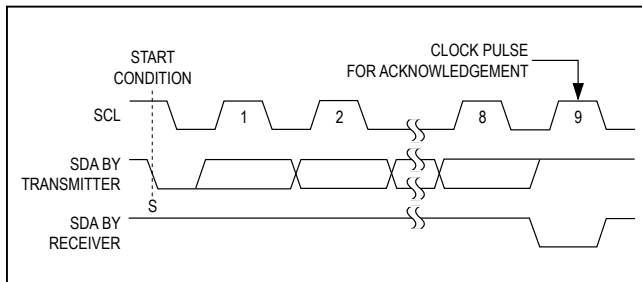 START
CONDITION
CLOCK PULSE
FOR ACKNOWLEDGEMENT
SCL
1
2
8
9
SDA BY
TRANSMITTER
S
SDA BY
RECEIVER